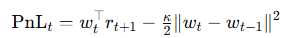 PnL_t = w_t^⊤ r_{t+1} − κ/2 ‖w_t − w_{t−1}‖²